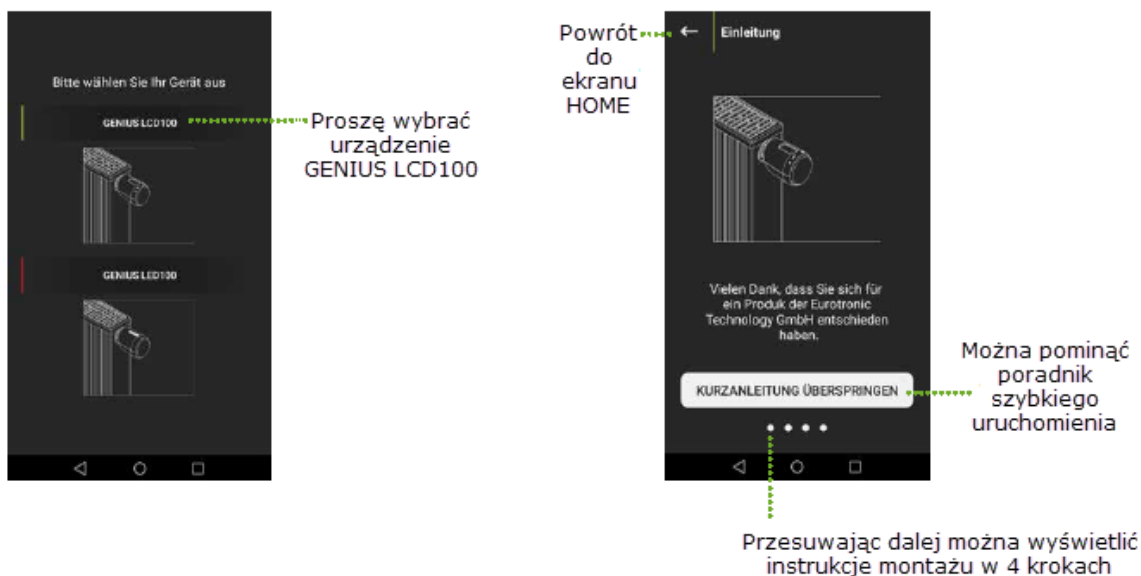 Bitte wählen Sie Ihr Gerät aus
GENIUS LCD100
Proszę wybrać
urządzenie
GENIUS LCD100
GENIUS LED100
Powrót
do
ekranu
HOME
Einleitung
Vielen Dank, dass Sie sich für
ein Produk der Eurotronic
Technology GmbH entschieden
haben.
KURZANLEITUNG ÜBERSPRINGEN
Można pominąć
poradnik
szybkiego
uruchomienia
Przesuwając dalej można wyświetlić
instrukcje montażu w 4 krokach